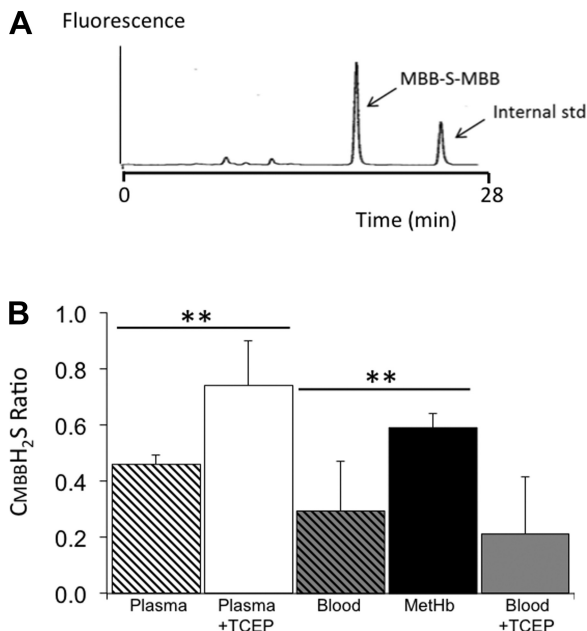 A
Fluorescence
MBB-S-MBB
Internal std
0
28
Time (min)
B
CMBBH₂S Ratio
1.0
0.8
0.6
0.4
0.2
0.0
**
**
Plasma
Plasma
+TCEP
Blood
MetHb
Blood
+TCEP